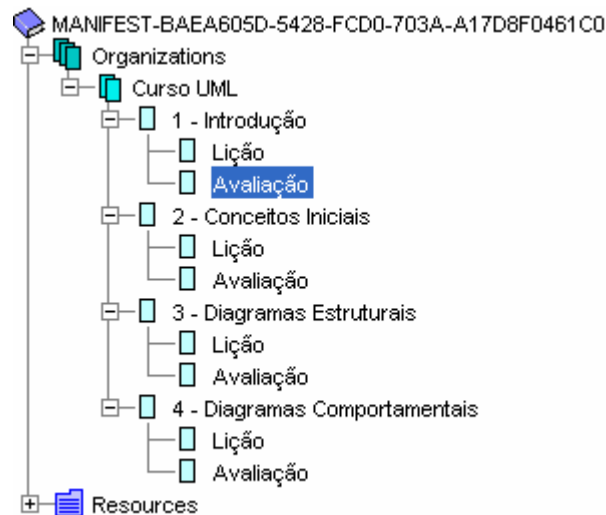 MANIFEST-BAEA605D-5428-FCD0-703A-A17D8F0461C0
Organizations
Curso UML
1 - Introdução
Lição
Avaliação
2 - Conceitos Iniciais
Lição
Avaliação
3 - Diagramas Estruturais
Lição
Avaliação
4 - Diagramas Comportamentais
Lição
Avaliação
Resources